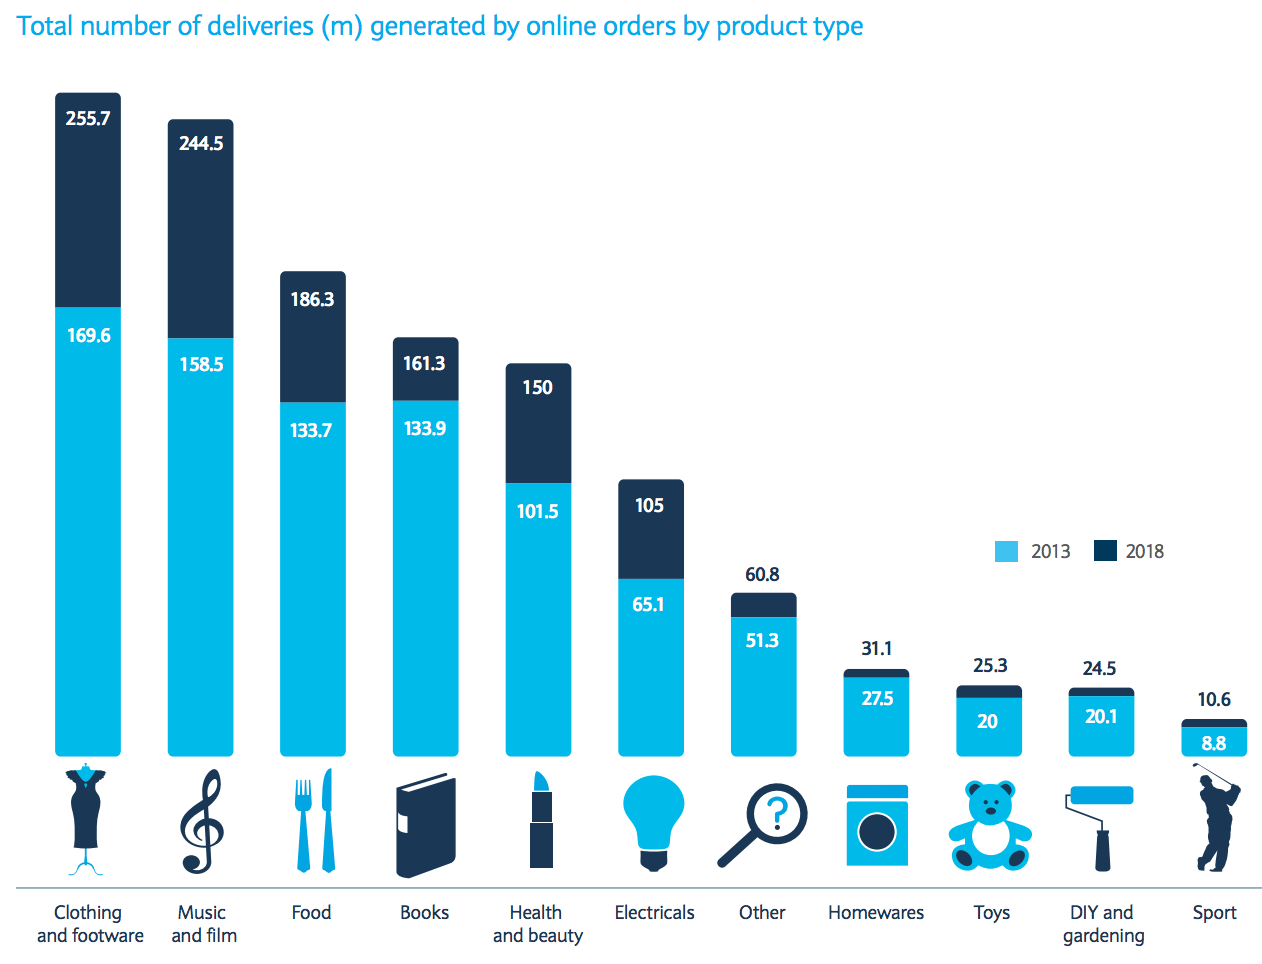 Total number of deliveries (m) generated by online orders by product type
255.7
244.5
186.3
161.3
150
105
60.8
31.1
25.3
24.5
10.6
169.6
158.5
133.7
133.9
101.5
65.1
51.3
27.5
20
20.1
8.8
2013
2018
?
Clothing
and footware
Music
and film
Food
Books
Health
and beauty
Electricals
Other
Homewares
Toys
DIY and
gardening
Sport